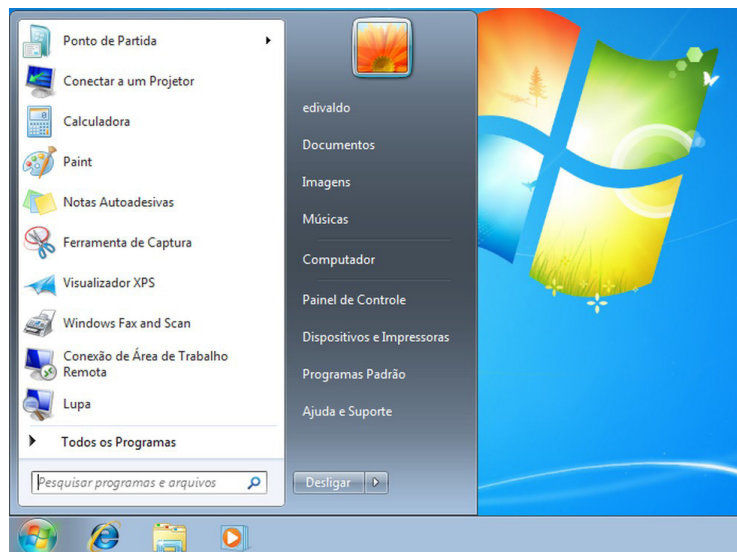 Ponto de Partida
Conectar a um Projetor
Calculadora
Paint
Notas Autoadesivas
Ferramenta de Captura
Visualizador XPS
Windows Fax and Scan
Conexão de Área de Trabalho
Remota
Lupa
Todos os Programas
Pesquisar programas e arquivos
edivaldo
Documentos
Imagens
Músicas
Computador
Painel de Controle
Dispositivos e Impressoras
Programas Padrão
Ajuda e Suporte
Desligar